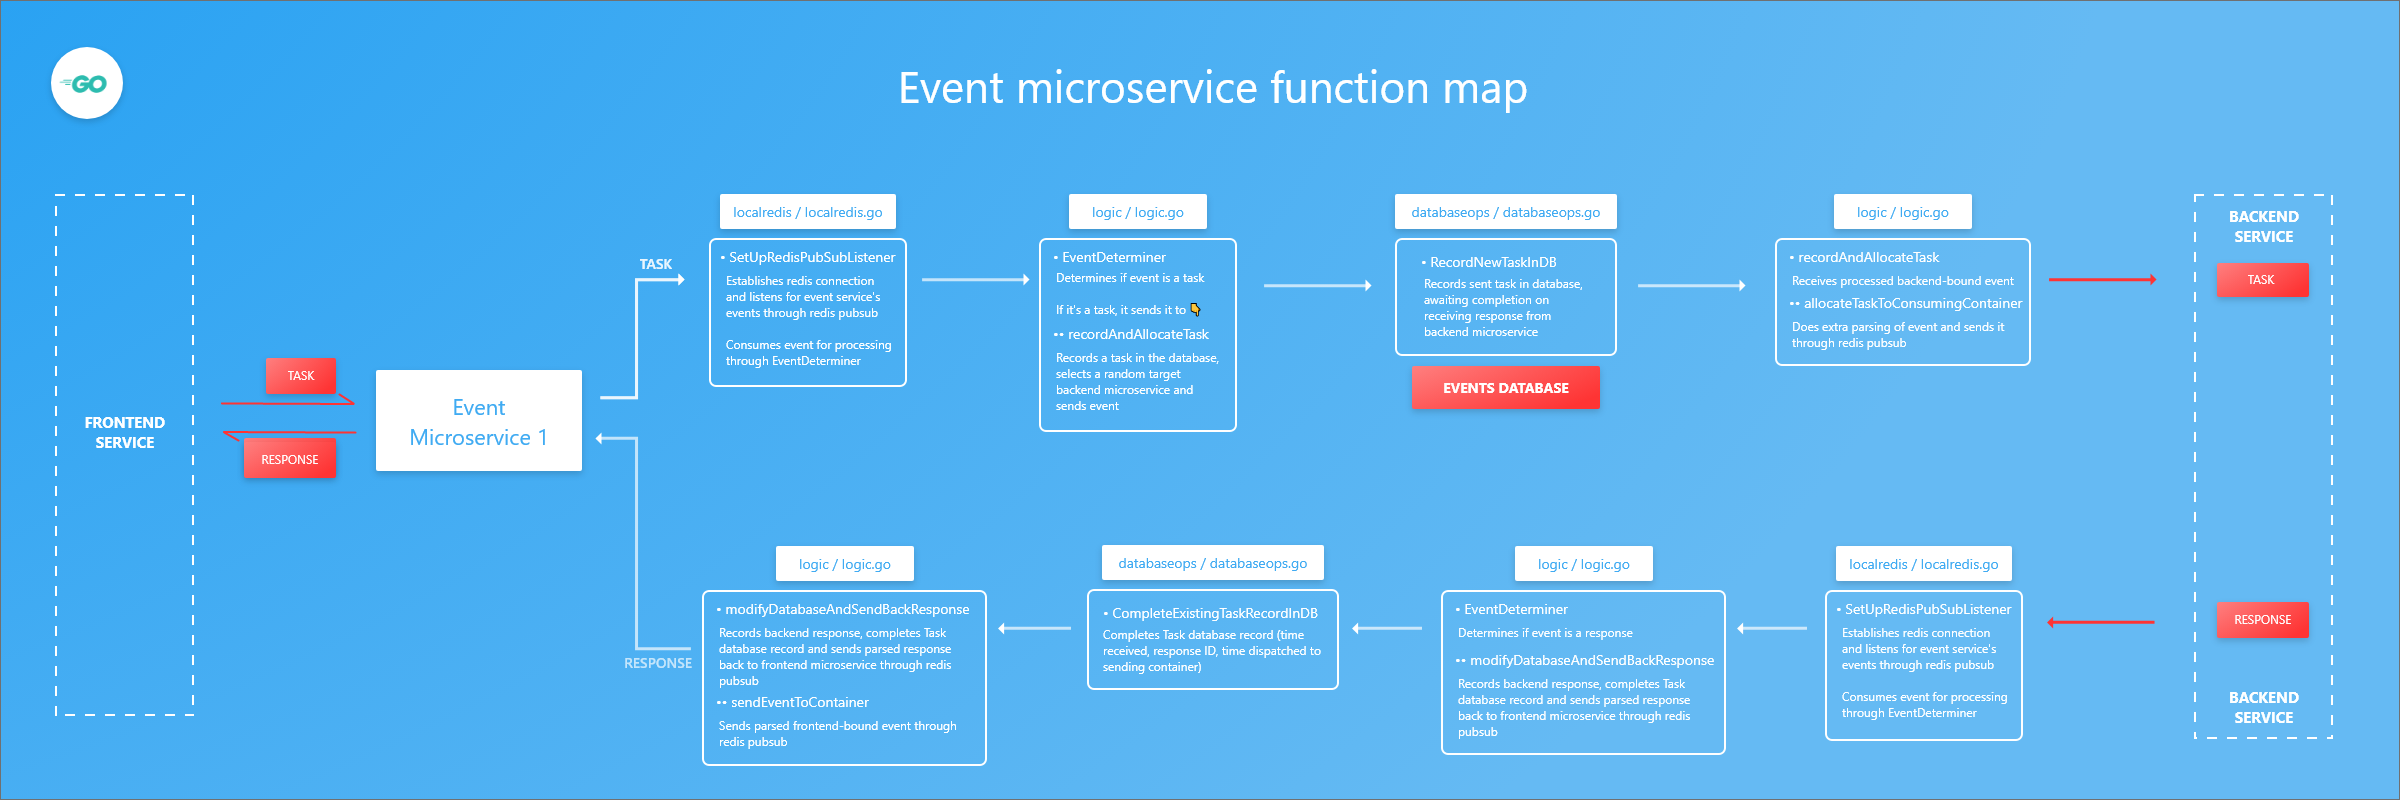 GO
Event microservice function map
FRONTEND
SERVICE
TASK
RESPONSE
Event
Microservice 1
TASK
localredis / localredis.go
• SetUpRedisPubSubListener
Establishes redis connection
and listens for event service's
events through redis pubsub
Consumes event for processing
through EventDeterminer
logic / logic.go
• EventDeterminer
Determines if event is a task
If it's a task, it sends it to 👇
•• recordAndAllocateTask
Records a task in the database,
selects a random target
backend microservice and
sends event
databaseops / databaseops.go
• RecordNewTaskInDB
Records sent task in database,
awaiting completion on
receiving response from
backend microservice
EVENTS DATABASE
logic / logic.go
• recordAndAllocateTask
Receives processed backend-bound event
•• allocateTaskToConsumingContainer
Does extra parsing of event and sends it
through redis pubsub
BACKEND
SERVICE
TASK
RESPONSE
BACKEND
SERVICE
localredis / localredis.go
• SetUpRedisPubSubListener
Establishes redis connection
and listens for event service's
events through redis pubsub
Consumes event for processing
through EventDeterminer
logic / logic.go
• EventDeterminer
Determines if event is a response
•• modifyDatabaseAndSendBackResponse
Records backend response, completes Task
database record and sends parsed response
back to frontend microservice through redis
pubsub
databaseops / databaseops.go
• CompleteExistingTaskRecordInDB
Completes Task database record (time
received, response ID, time dispatched to
sending container)
logic / logic.go
• modifyDatabaseAndSendBackResponse
Records backend response, completes Task
database record and sends parsed response
back to frontend microservice through redis
pubsub
•• sendEventToContainer
Sends parsed frontend-bound event through
redis pubsub
RESPONSE